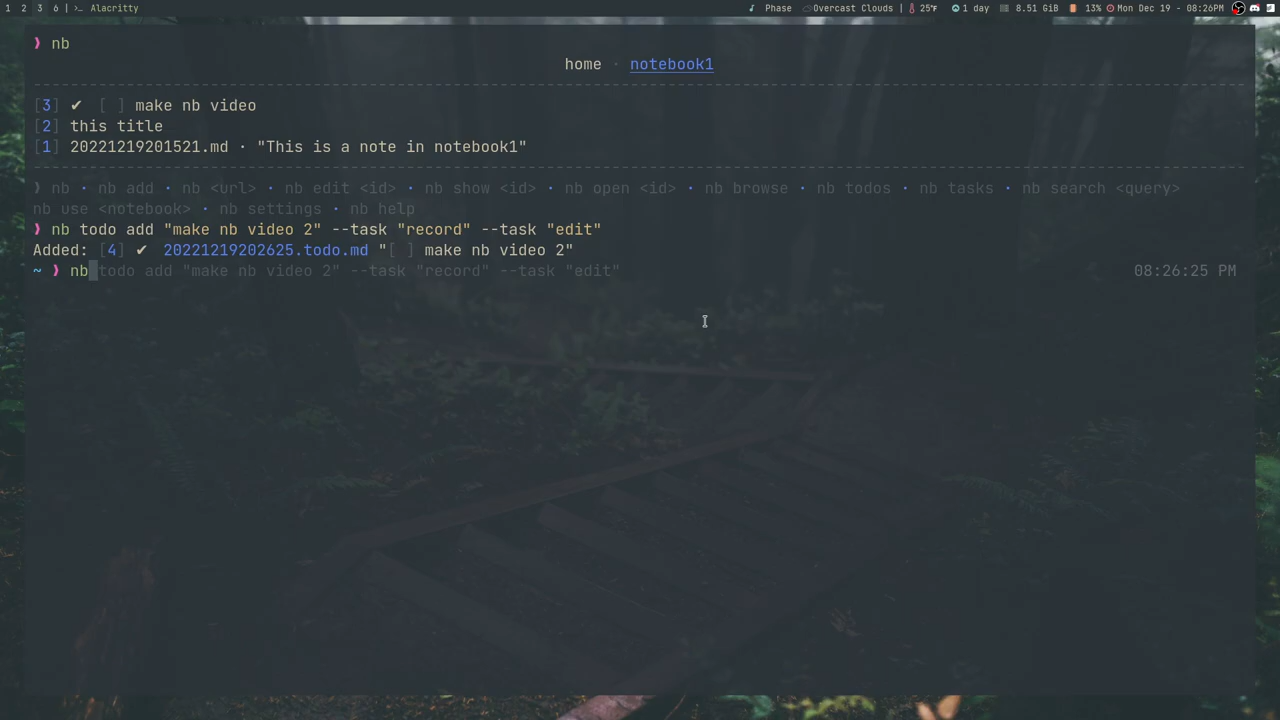 1 2 3 6 | >_ Alacritty Phase Overcast Clouds | 25°F 1 day 8.51 GiB 13% Mon Dec 19 - 08:26PM
❱ nb
home · notebook1
[3] ✔ [ ] make nb video
[2] this title
[1] 20221219201521.md · "This is a note in notebook1"
❱ nb · nb add · nb <url> · nb edit <id> · nb show <id> · nb open <id> · nb browse · nb todos · nb tasks · nb search <query>
nb use <notebook> · nb settings · nb help
❱ nb todo add "make nb video 2" --task "record" --task "edit"
Added: [4] ✔ 20221219202625.todo.md "[ ] make nb video 2"
~ ❱ nb todo add "make nb video 2" --task "record" --task "edit" 08:26:25 PM